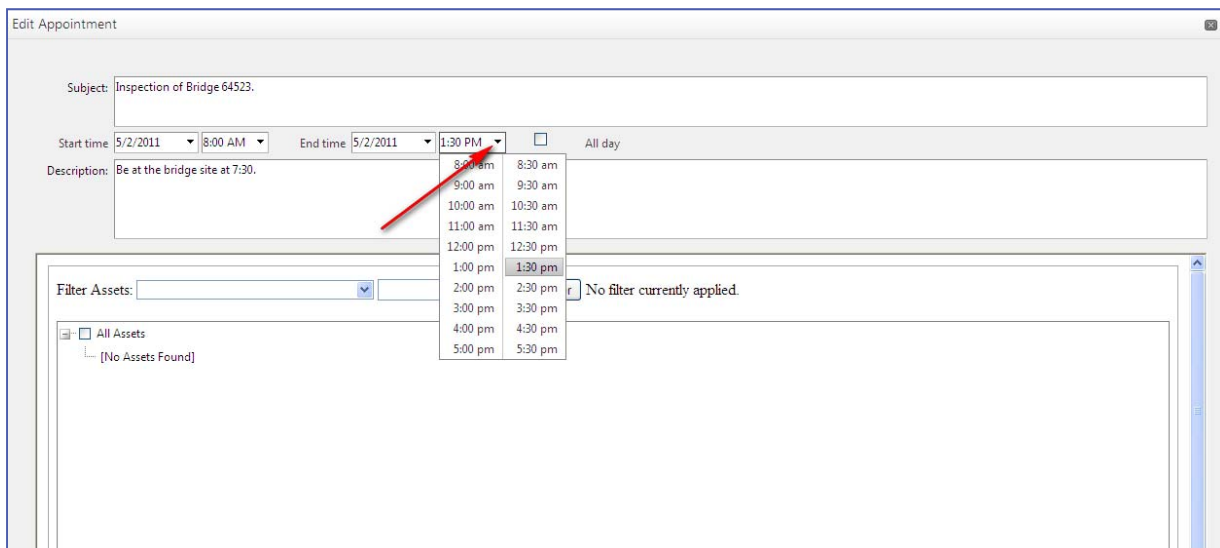 Edit Appointment
Subject: Inspection of Bridge 64523.
Start time 5/2/2011 8:00 AM End time 5/2/2011 1:30 PM All day
Description: Be at the bridge site at 7:30.
8:00 am 8:30 am
9:00 am 9:30 am
10:00 am 10:30 am
11:00 am 11:30 am
12:00 pm 12:30 pm
1:00 pm 1:30 pm
2:00 pm 2:30 pm
3:00 pm 3:30 pm
4:00 pm 4:30 pm
5:00 pm 5:30 pm
Filter Assets: r No filter currently applied.
All Assets
[No Assets Found]